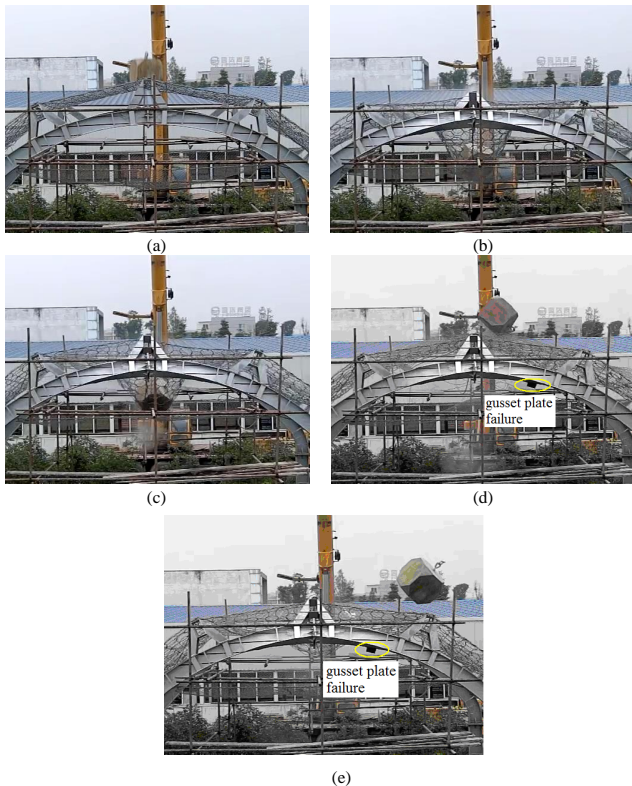 (a)
(b)
(c)
gusset plate
failure
(d)
gusset plate
failure
(e)